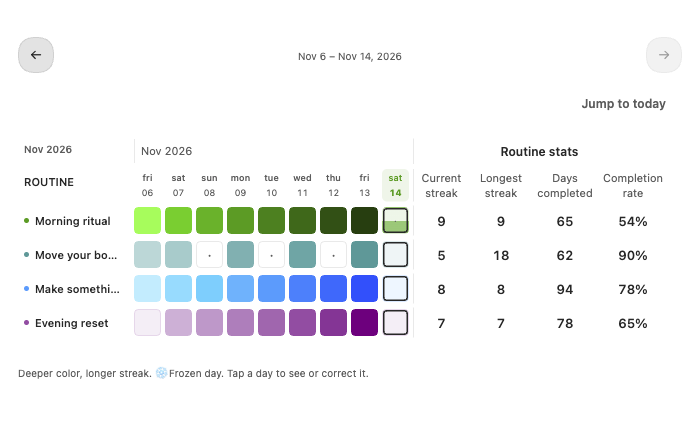 Nov 6 – Nov 14, 2026
Jump to today
Nov 2026 Nov 2026 Routine stats
ROUTINE fri 06 sat 07 sun 08 mon 09 tue 10 wed 11 thu 12 fri 13 sat 14 Current streak Longest streak Days completed Completion rate
Morning ritual 9 9 65 54%
Move your bo... 5 18 62 90%
Make somethi... 8 8 94 78%
Evening reset 7 7 78 65%
Deeper color, longer streak. Frozen day. Tap a day to see or correct it.